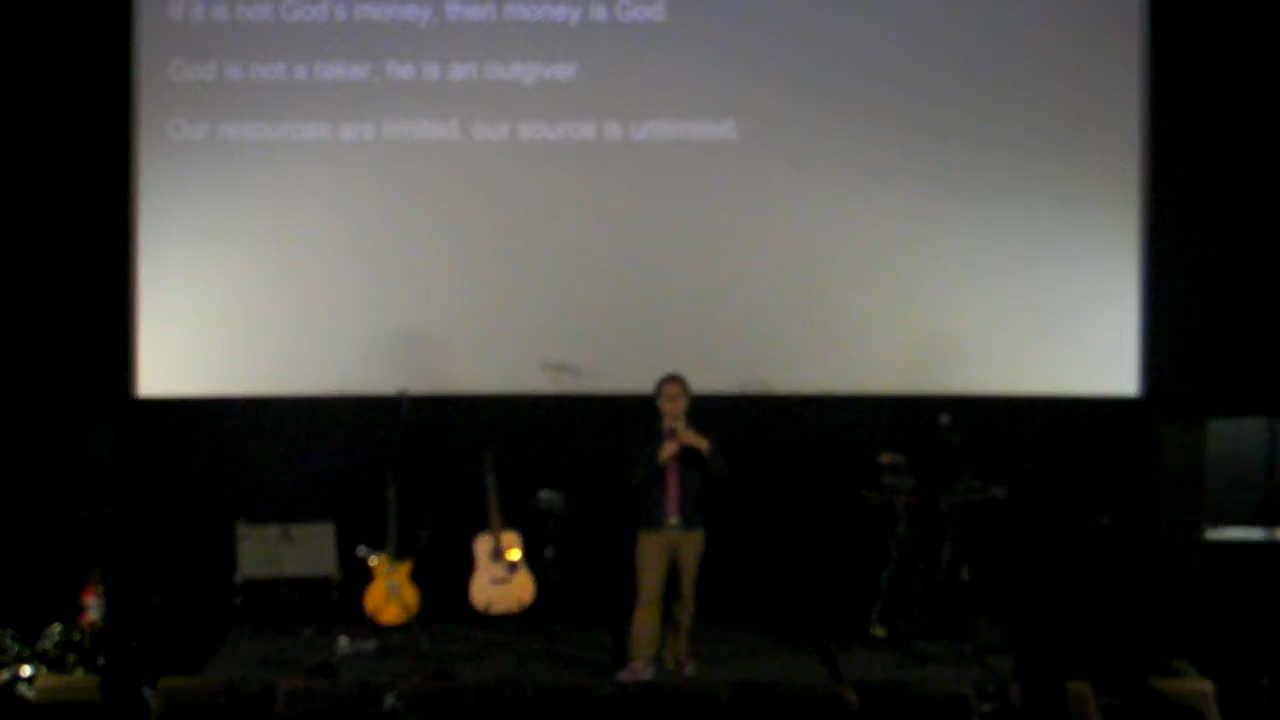 If it is not God's money, then money is God.
God is not a taker, he is an outgiver.
Our resources are limited, our source is unlimited.